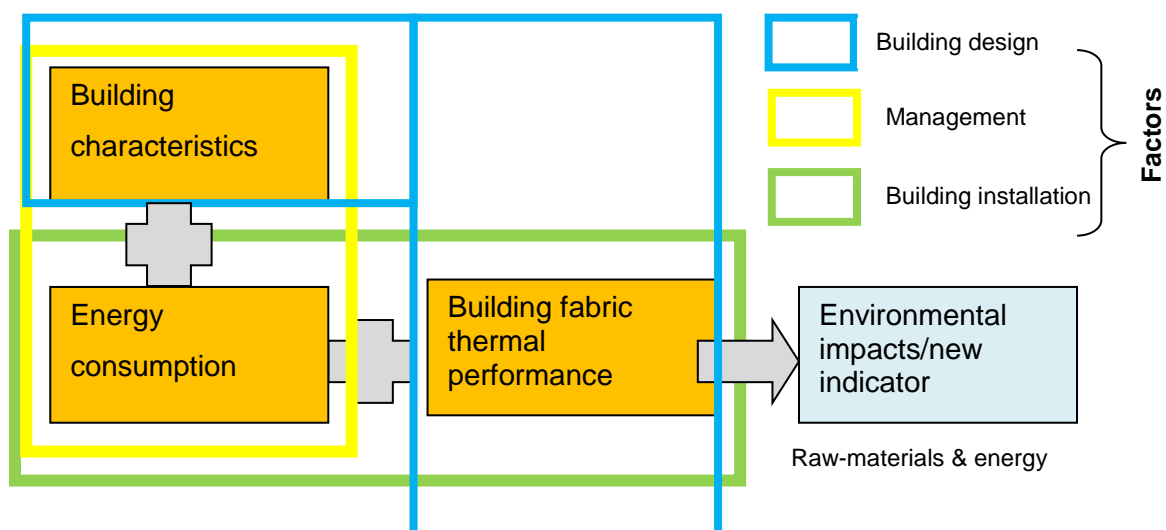 Building
characteristics
Energy
consumption
Building fabric
thermal
performance
Environmental
impacts/new
indicator
Raw-materials & energy
Building design
Management
Building installation
Factors